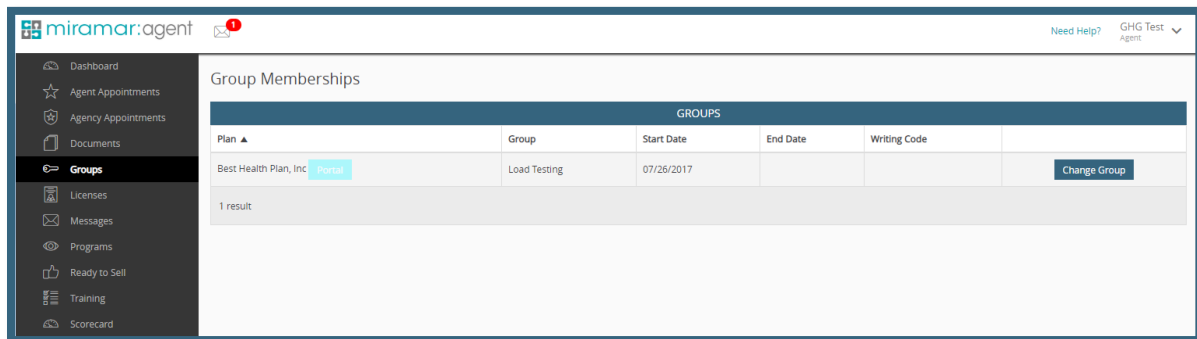 miramar:agent 1 Need Help? GHG Test
Agent
Dashboard
Agent Appointments
Agency Appointments
Documents
Groups
Licenses
Messages
Programs
Ready to Sell
Training
Scorecard
Group Memberships
GROUPS
Plan ▲ Group Start Date End Date Writing Code
Best Health Plan, Inc Portal Load Testing 07/26/2017 Change Group
1 result